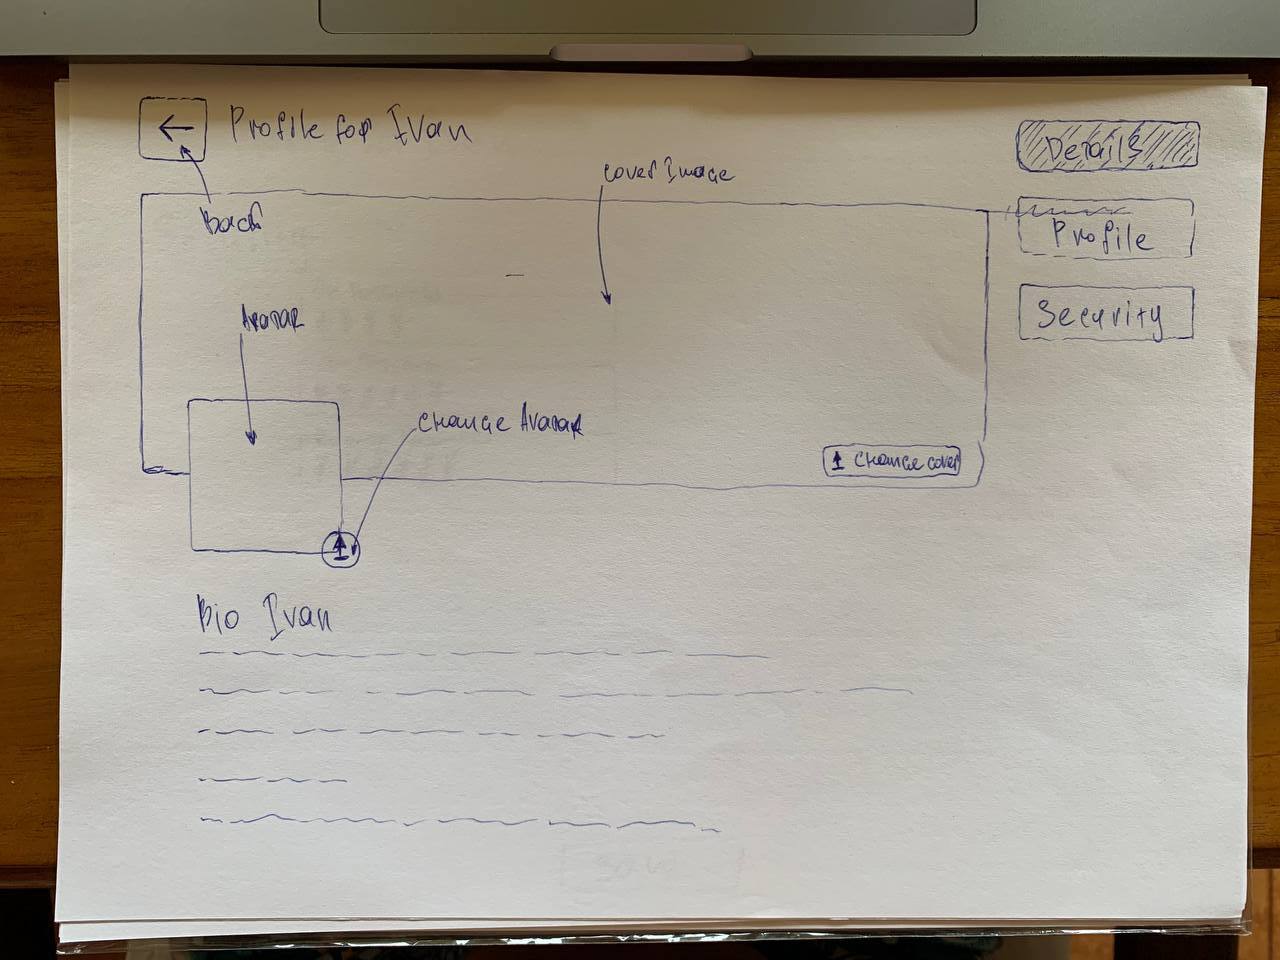 Profile for Ivan
Details
Cover Image
Back
Profile
Security
Avatar
Change Avatar
Change cover
Bio Ivan